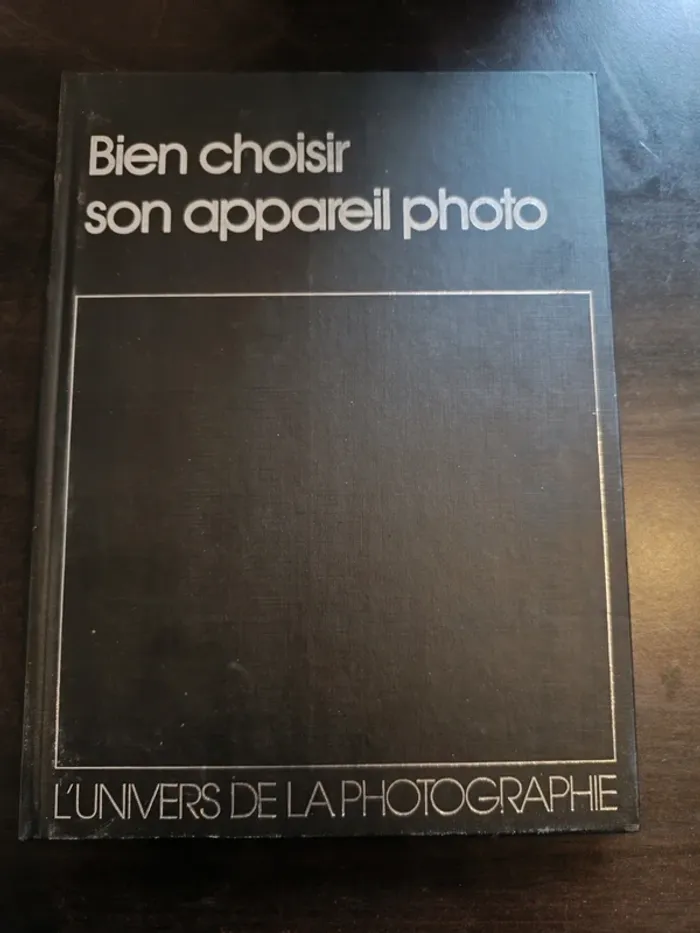 Bien choisir
son appareil photo
L'UNIVERS DE LA PHOTOGRAPHIE